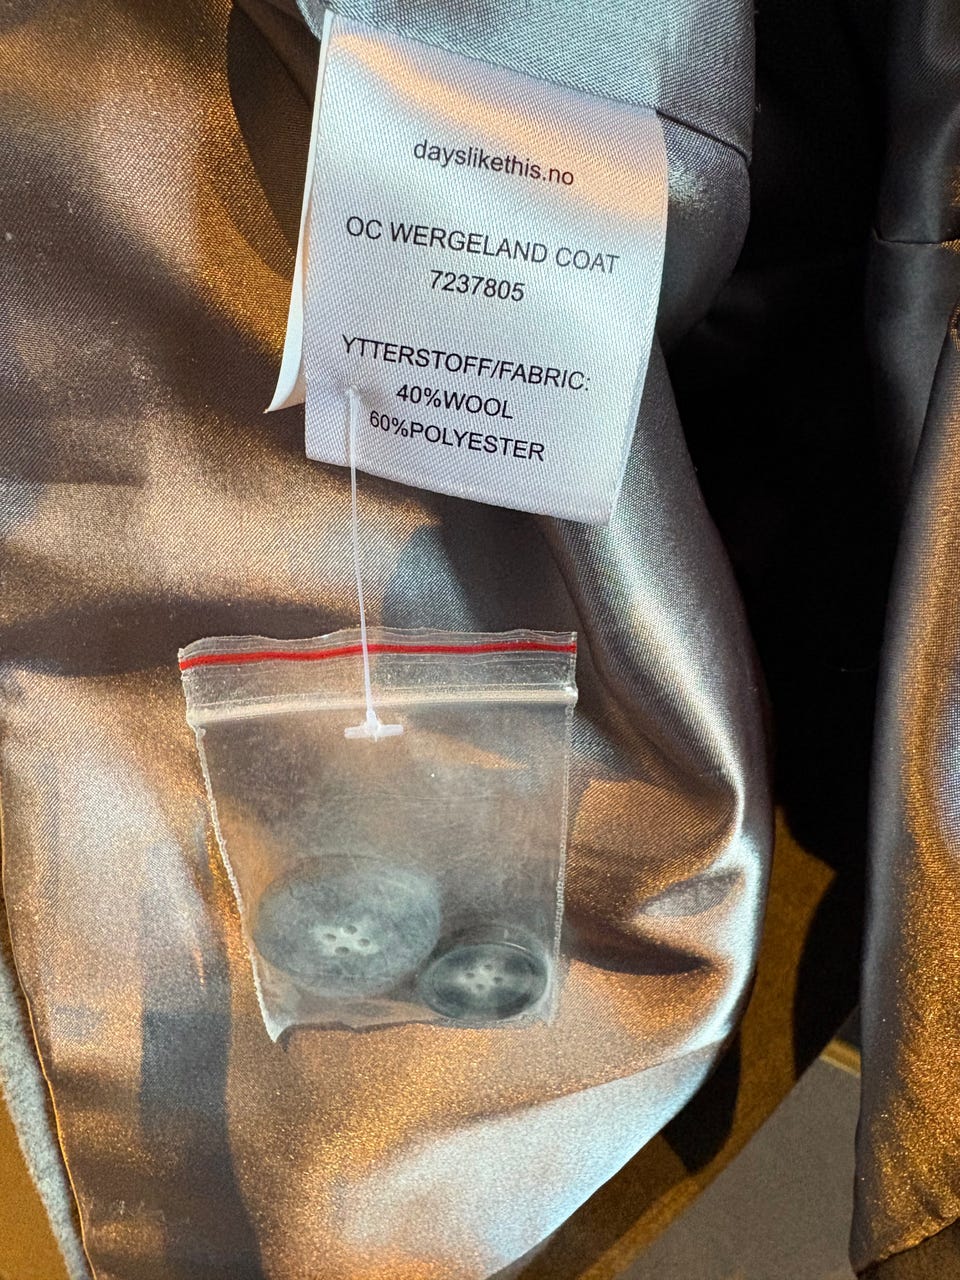 dayslikethis.no
OC WERGELAND COAT
7237805
YTTERSTOFF/FABRIC:
40%WOOL
60%POLYESTER